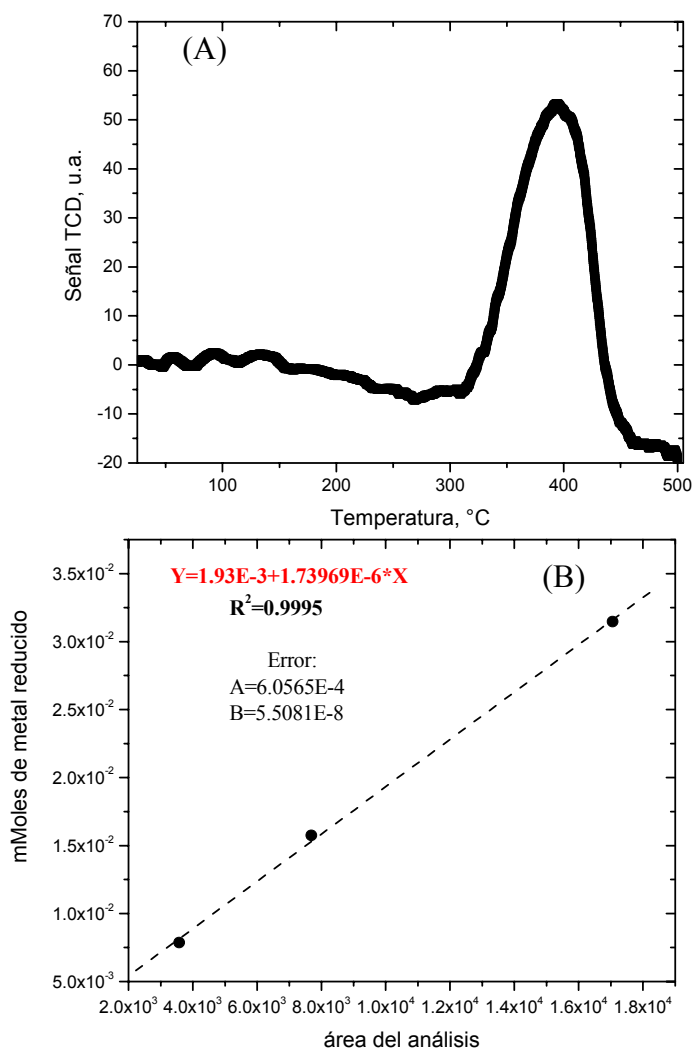 (A)
70
60
50
40
30
20
10
0
-10
-20
Señal TCD, u.a.
100 200 300 400 500
Temperatura, °C
(B)
Y=1.93E-3+1.73969E-6*X
R²=0.9995
Error:
A=6.0565E-4
B=5.5081E-8
3.5x10⁻²
3.0x10⁻²
2.5x10⁻²
2.0x10⁻²
1.5x10⁻²
1.0x10⁻²
5.0x10⁻³
mMoles de metal reducido
2.0x10³ 4.0x10³ 6.0x10³ 8.0x10³ 1.0x10⁴ 1.2x10⁴ 1.4x10⁴ 1.6x10⁴ 1.8x10⁴
área del análisis